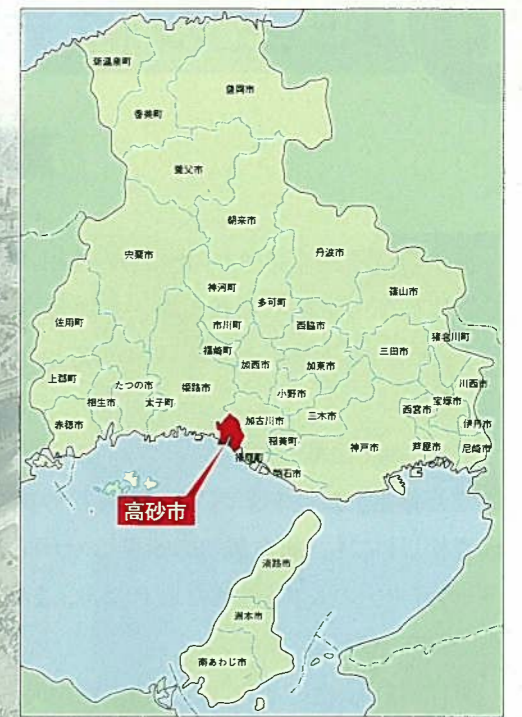 新温泉町
豊岡市
香美町
養父市
朝来市
宍粟市
丹波市
神河町
篠山市
多可町
佐用町
市川町
西脇市
猪名川町
福崎町
三田市
加西市
加東市
上郡町
たつの市
姫路市
川西市
小野市
相生市
太子町
宝塚市
西宮市
三木市
赤穂市
加古川市
伊丹市
稲美町
神戸市
芦屋市
尼崎市
播磨町
明石市
高砂市
淡路市
洲本市
南あわじ市